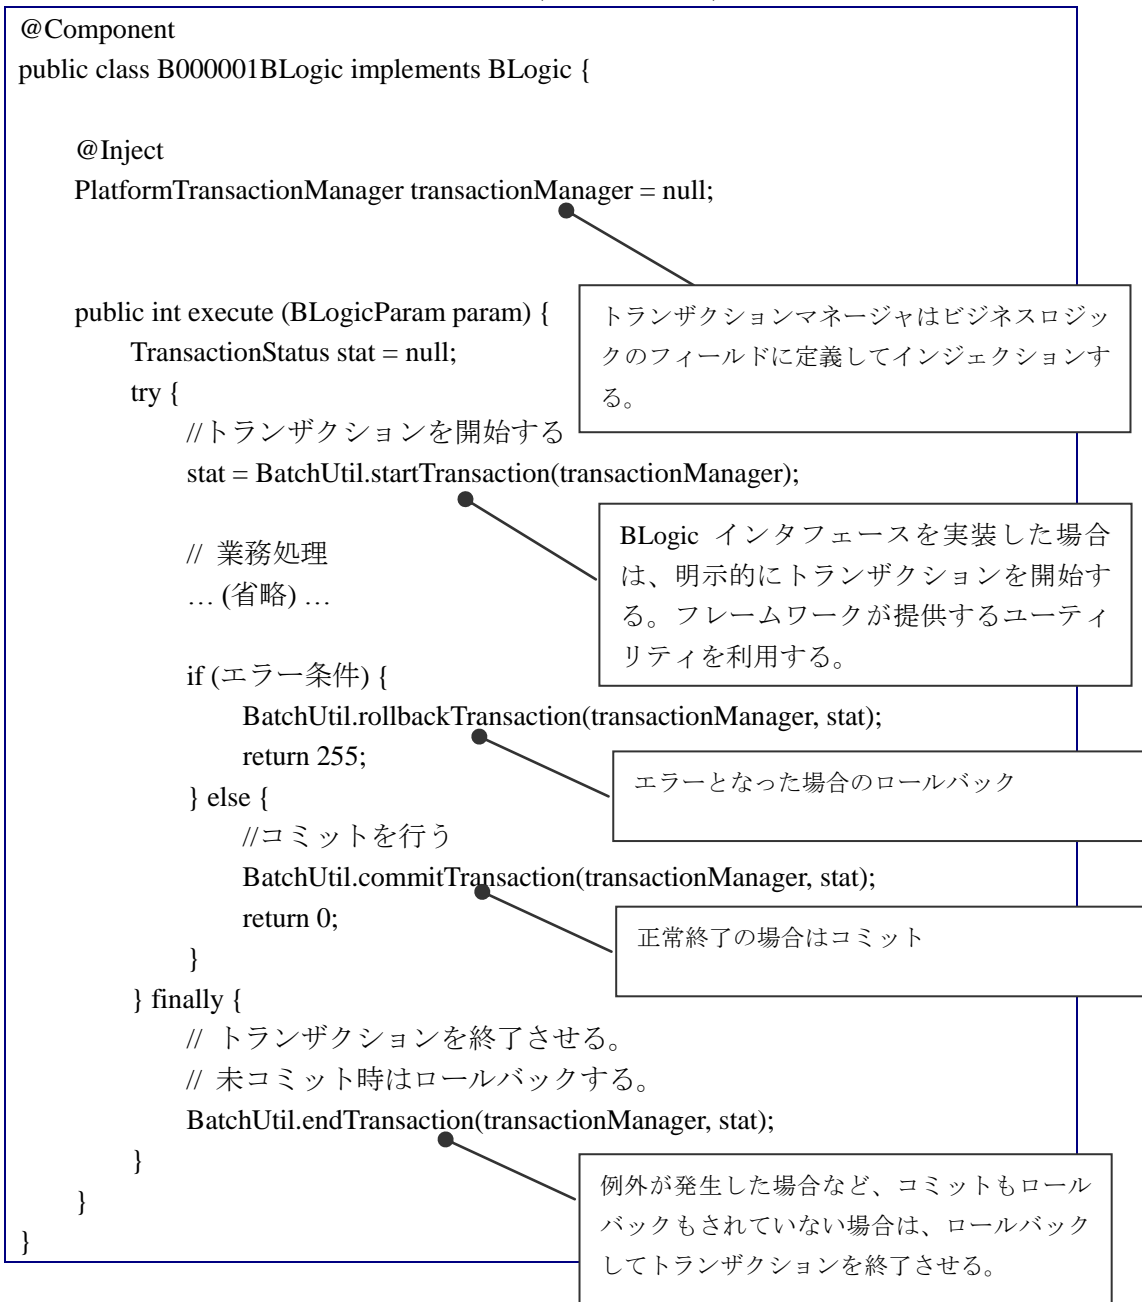 @Component
public class B000001BLogic implements BLogic {
@Inject
PlatformTransactionManager transactionManager = null;
public int execute (BLogicParam param) {
トランザクションマネージャはビジネスロジッ
クのフィールドに定義してインジェクションす
る。
TransactionStatus stat = null;
try {
//トランザクションを開始する
stat = BatchUtil.startTransaction(transactionManager);
BLogic インタフェースを実装した場合
は、明示的にトランザクションを開始す
る。フレームワークが提供するユーティ
リティを利用する。
// 業務処理
… (省略) …
if (エラー条件) {
BatchUtil.rollbackTransaction(transactionManager, stat);
return 255;
エラーとなった場合のロールバック
} else {
//コミットを行う
BatchUtil.commitTransaction(transactionManager, stat);
return 0;
正常終了の場合はコミット
}
} finally {
// トランザクションを終了させる。
// 未コミット時はロールバックする。
BatchUtil.endTransaction(transactionManager, stat);
}
例外が発生した場合など、コミットもロール
バックもされていない場合は、ロールバック
してトランザクションを終了させる。
}
}